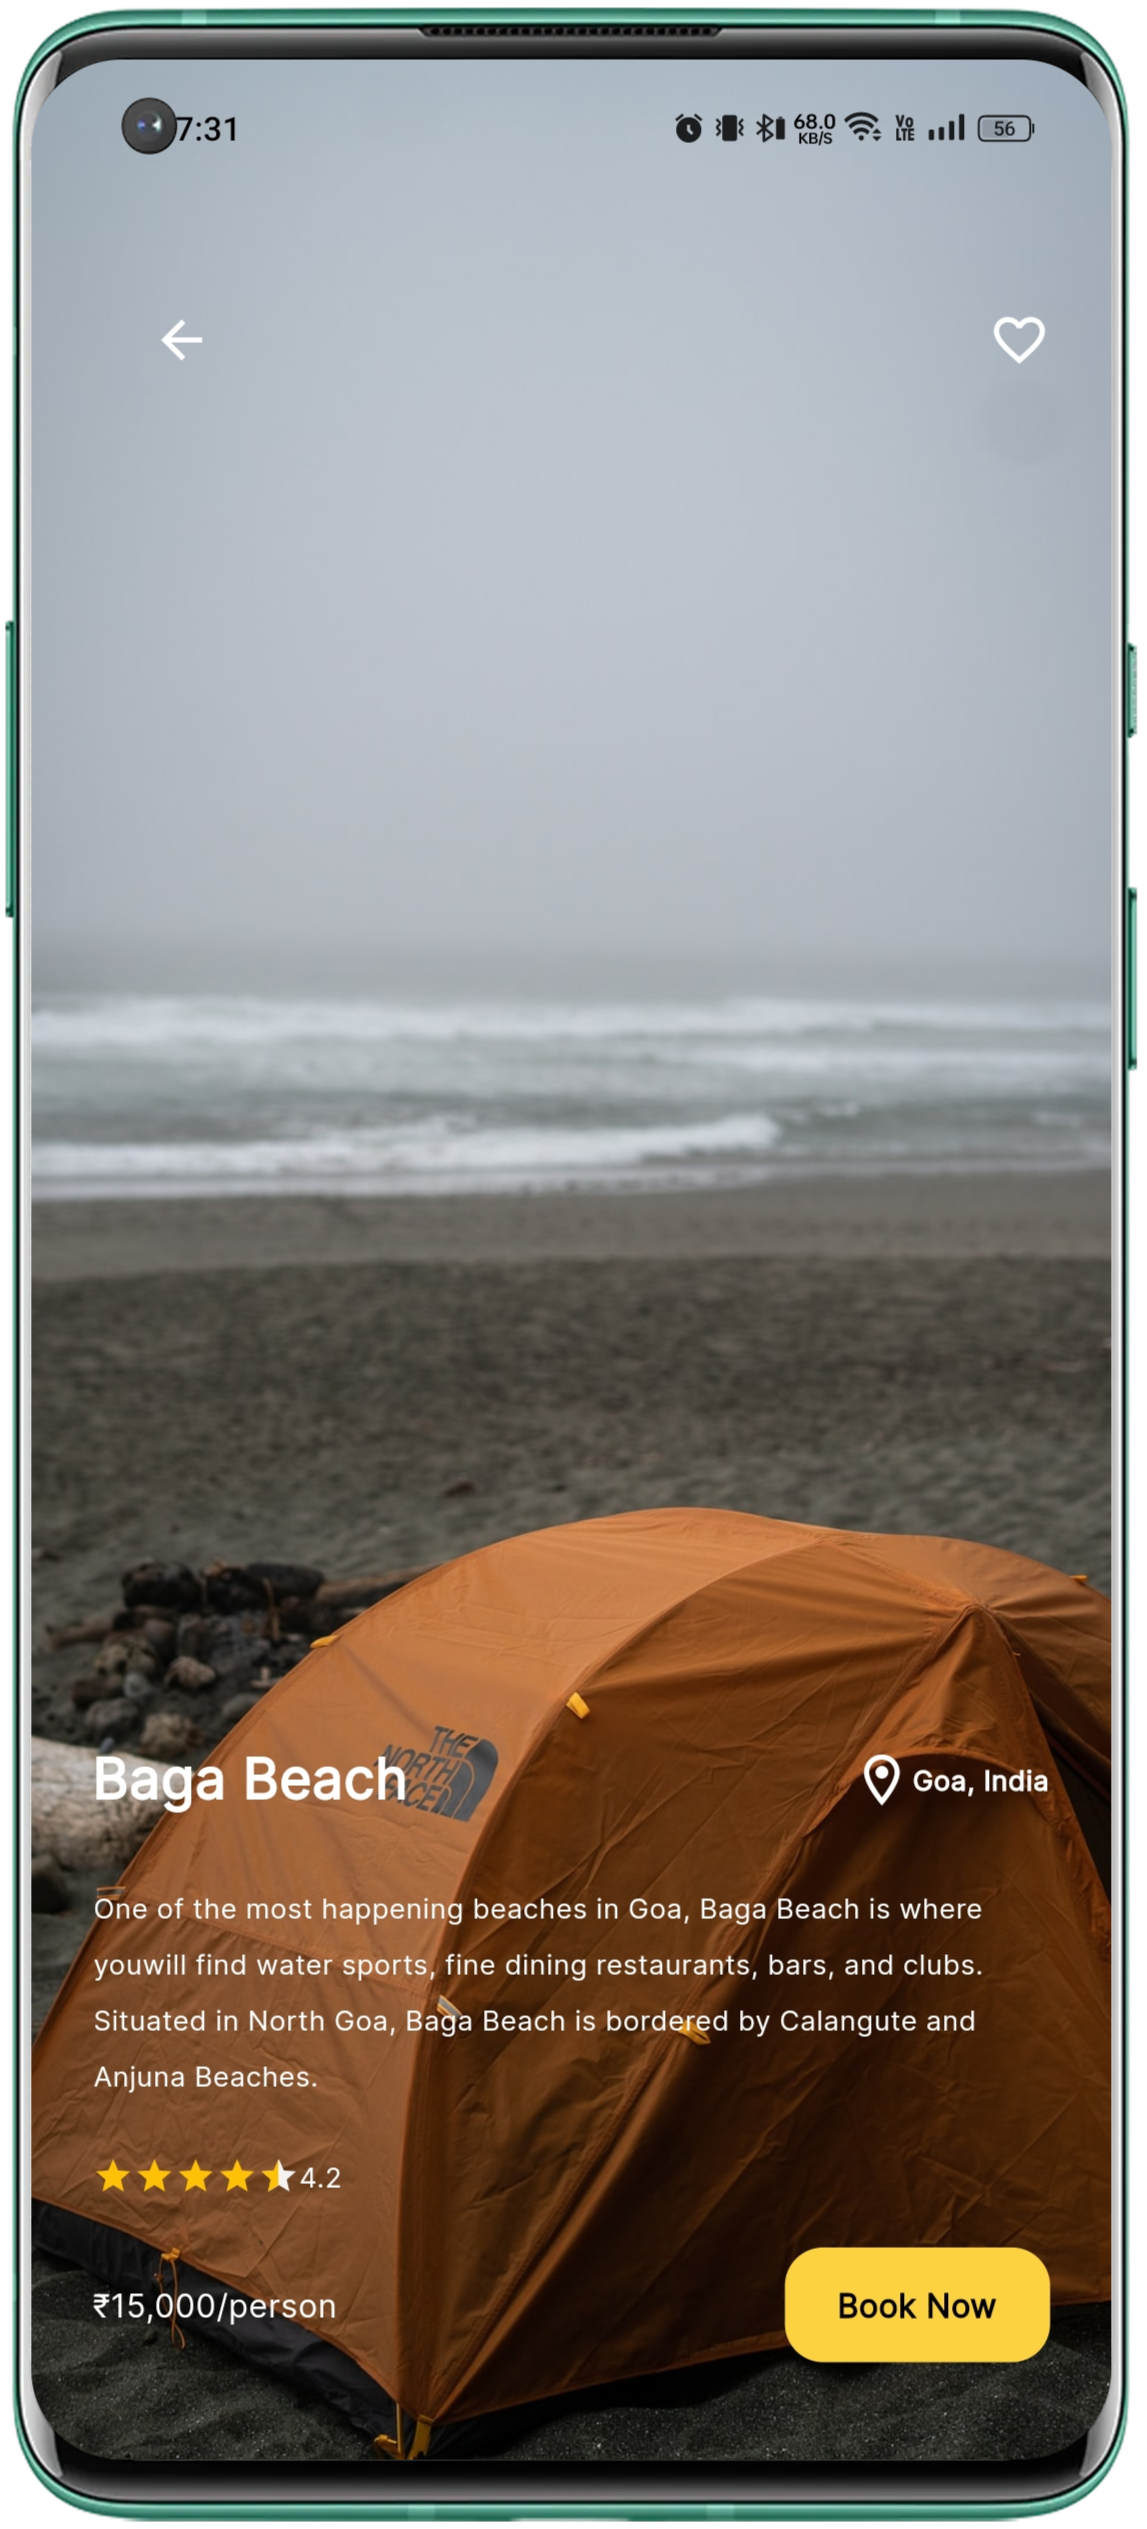 7:31
68.0
KB/S
Vo
LTE
56
THE
NORTH
FACE
Baga Beach
Goa, India
One of the most happening beaches in Goa, Baga Beach is where
youwill find water sports, fine dining restaurants, bars, and clubs.
Situated in North Goa, Baga Beach is bordered by Calangute and
Anjuna Beaches.
4.2
₹15,000/person
Book Now